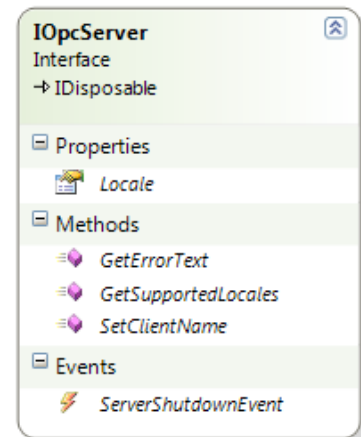 IOpcServer
Interface
IDisposable
Properties
Locale
Methods
GetErrorText
GetSupportedLocales
SetClientName
Events
ServerShutdownEvent